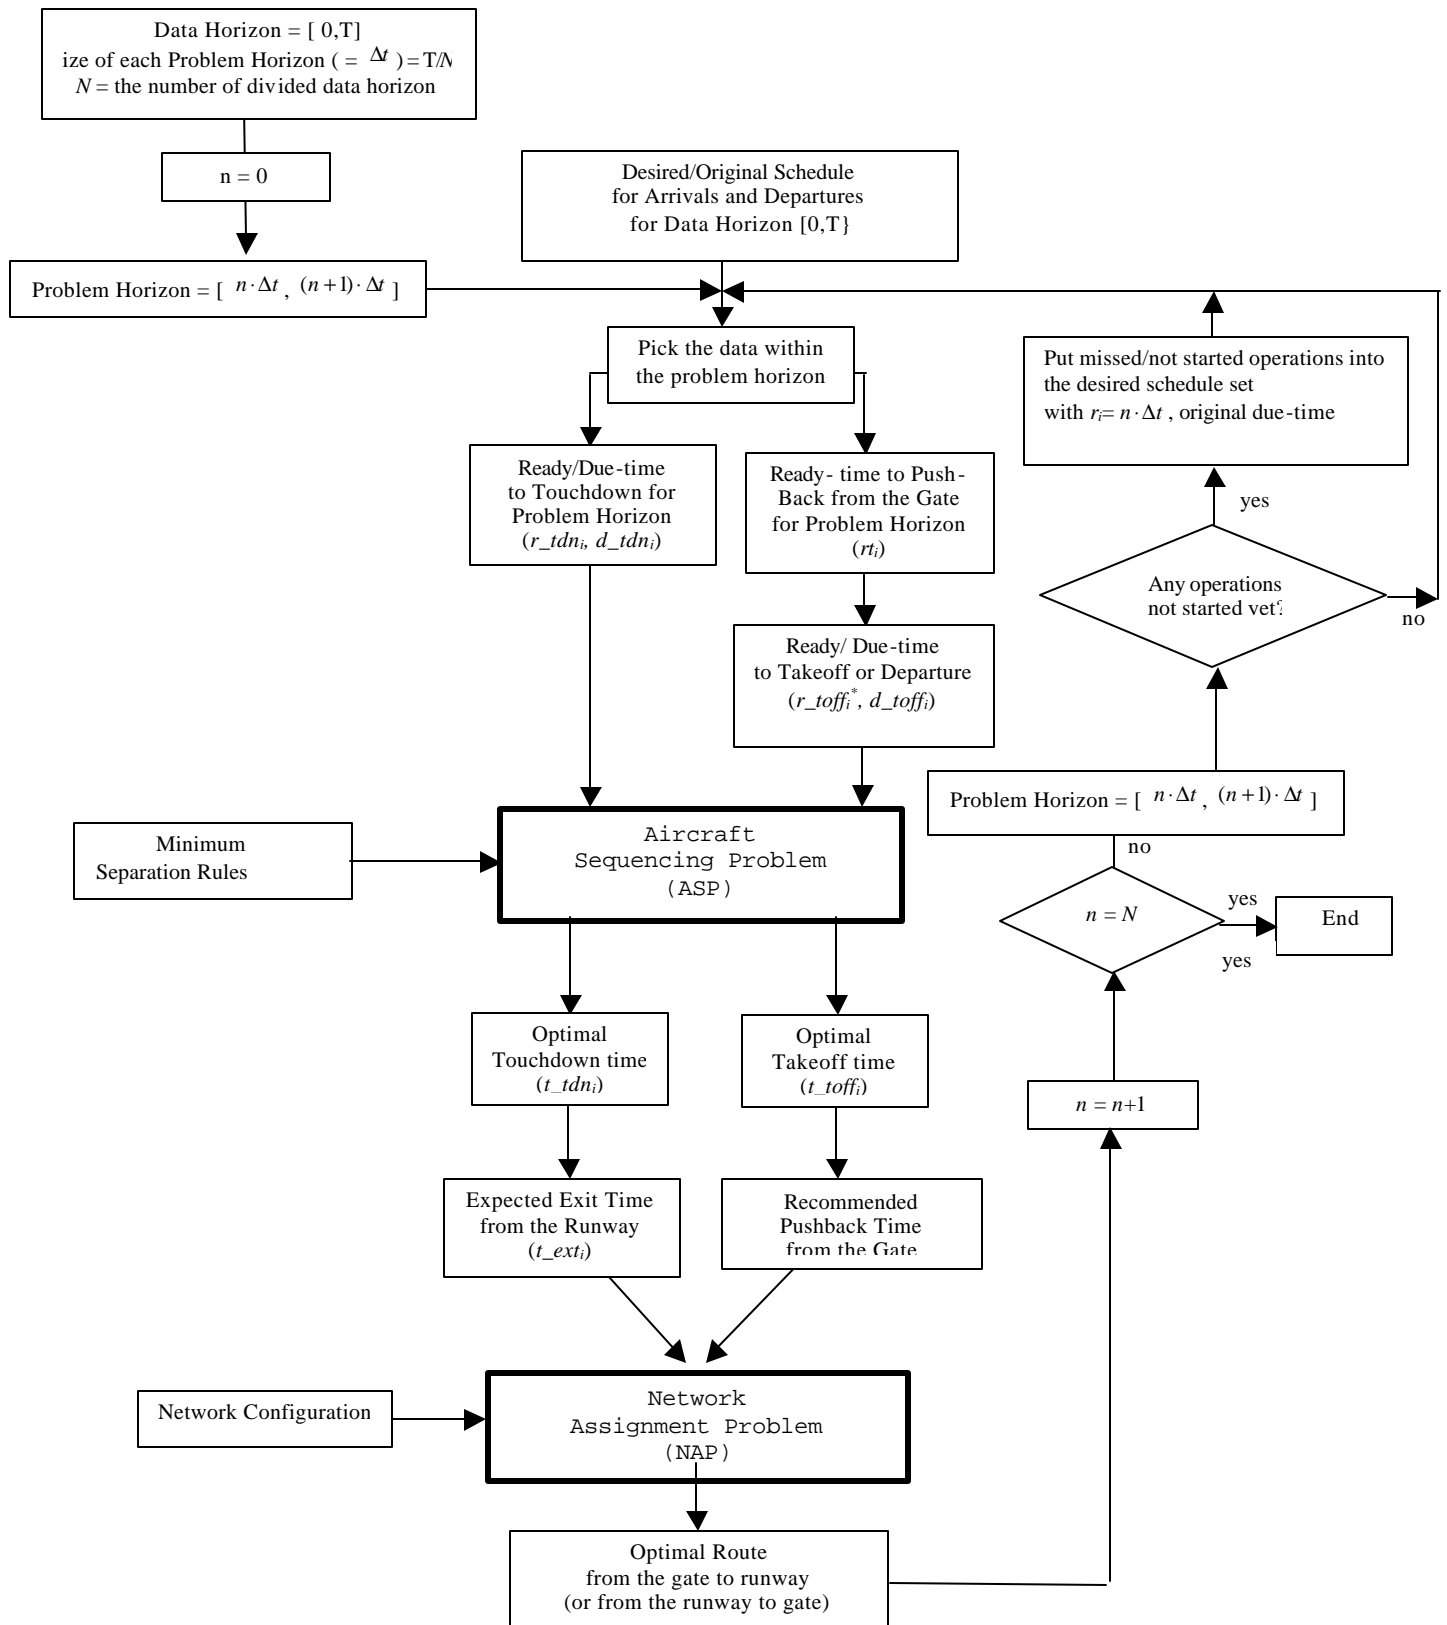 Data Horizon = [ 0,T]
ize of each Problem Horizon ( = Δt ) = T/N
N = the number of divided data horizon
n = 0
Desired/Original Schedule
for Arrivals and Departures
for Data Horizon [0,T}
Problem Horizon = [ n·Δt , (n+1)·Δt ]
Pick the data within
the problem horizon
Put missed/not started operations into
the desired schedule set
with ri= n·Δt , original due-time
Ready/Due-time
to Touchdown for
Problem Horizon
(r_tdni, d_tdni)
Ready- time to Push-
Back from the Gate
for Problem Horizon
(rti)
yes
Any operations
not started yet?
no
Ready/ Due-time
to Takeoff or Departure
(r_toffi*, d_toffi)
Problem Horizon = [ n·Δt , (n+1)·Δt ]
no
Minimum
Separation Rules
Aircraft
Sequencing Problem
(ASP)
n = N
yes
End
yes
Optimal
Touchdown time
(t_tdni)
Optimal
Takeoff time
(t_toffi)
n = n+1
Expected Exit Time
from the Runway
(t_exti)
Recommended
Pushback Time
from the Gate
Network Configuration
Network
Assignment Problem
(NAP)
Optimal Route
from the gate to runway
(or from the runway to gate)